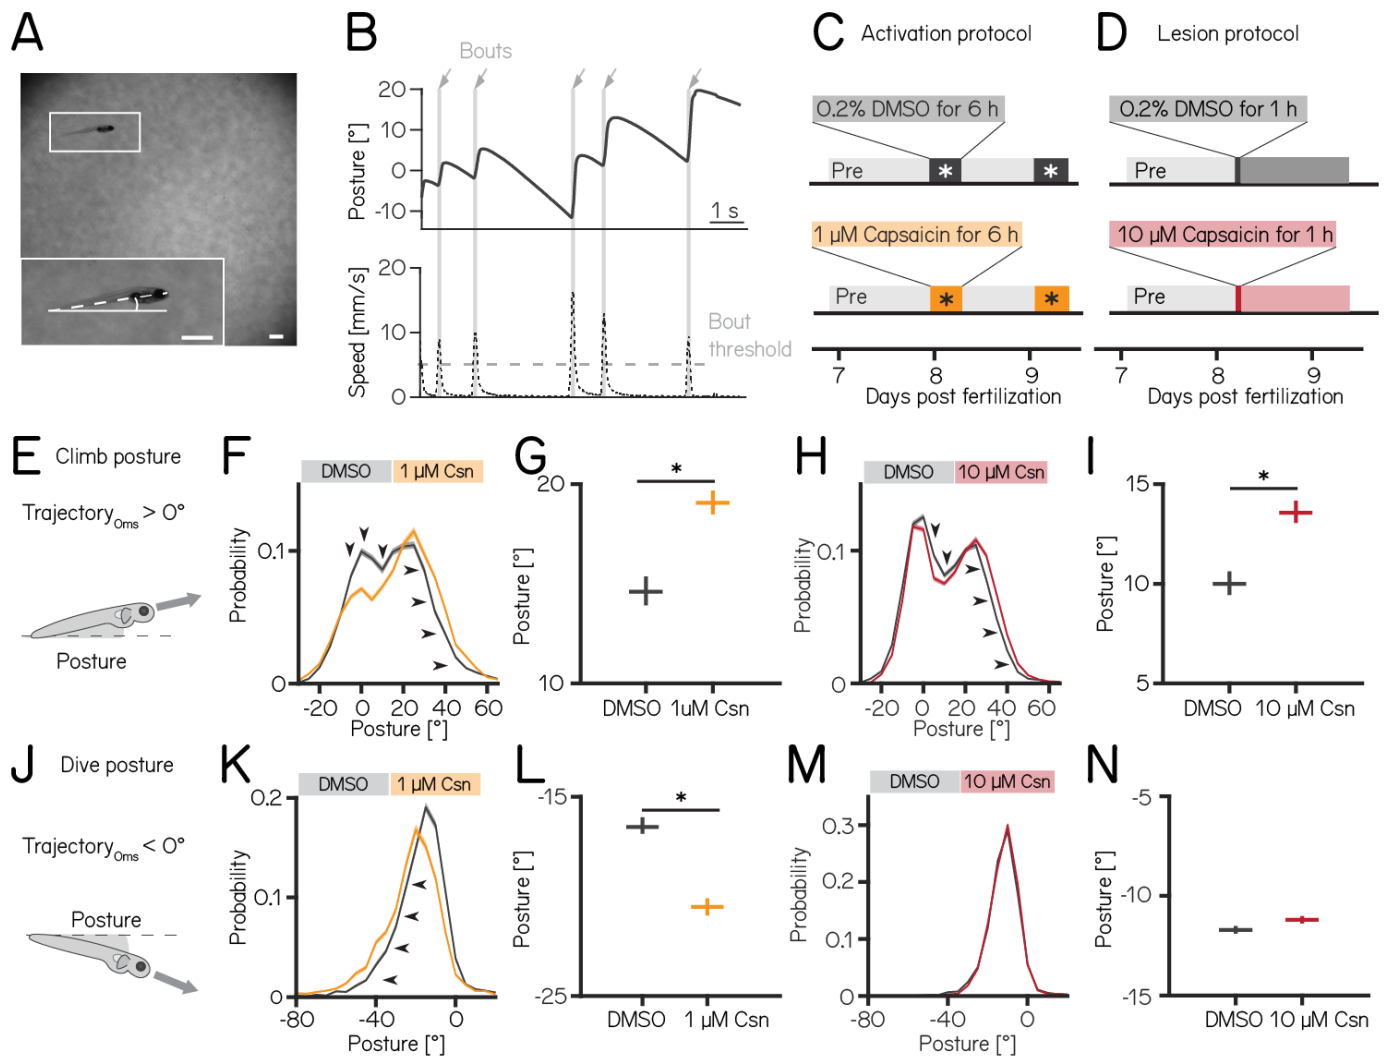 A
B
Bouts
20
10
0
-10
Posture [°]
1 s
20
10
0
Speed [mm/s]
Bout
threshold
C Activation protocol
0.2% DMSO for 6 h
Pre
*
*
1 µM Capsaicin for 6 h
Pre
*
*
7 8 9
Days post fertilization
D Lesion protocol
0.2% DMSO for 1 h
Pre
10 µM Capsaicin for 1 h
Pre
7 8 9
Days post fertilization
E Climb posture
Trajectory0ms > 0°
Posture
F
DMSO 1 µM Csn
0.1
0
Probability
-20 0 20 40 60
Posture [°]
G
*
20
10
Posture [°]
DMSO 1uM Csn
H
DMSO 10 µM Csn
0.1
0
Probability
-20 0 20 40 60
Posture [°]
I
*
15
10
5
Posture [°]
DMSO 10 µM Csn
J Dive posture
Trajectory0ms < 0°
Posture
K
DMSO 1 µM Csn
0.2
0.1
0
Probability
-80 -40 0
Posture [°]
L
*
-15
-25
Posture [°]
DMSO 1 µM Csn
M
DMSO 10 µM Csn
0.3
0.2
0.1
0
Probability
-80 -40 0
Posture [°]
N
-5
-10
-15
Posture [°]
DMSO 10 µM Csn